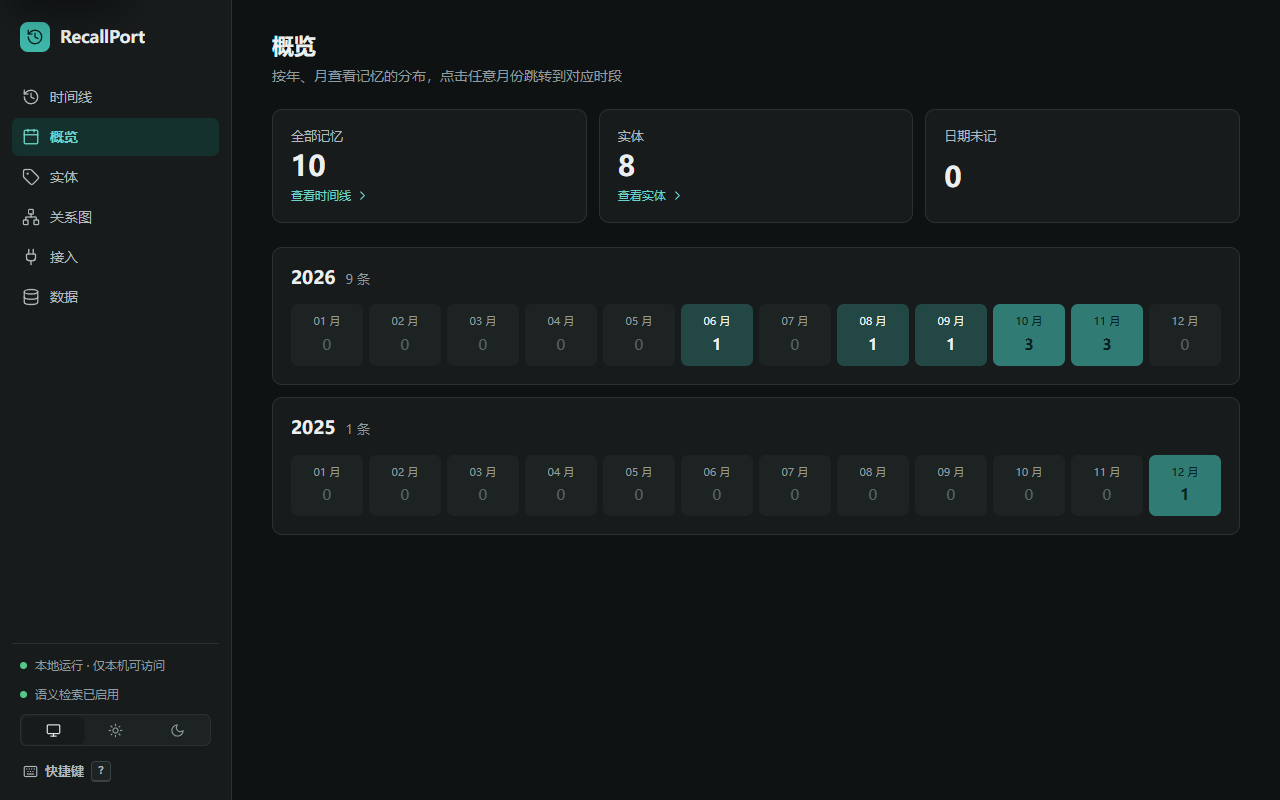 RecallPort
时间线
概览
实体
关系图
接入
数据
本地运行 · 仅本机可访问
语义检索已启用
快捷键 ?
概览
按年、月查看记忆的分布，点击任意月份跳转到对应时段
全部记忆
10
查看时间线
实体
8
查看实体
日期未记
0
2026 9 条
01 月 02 月 03 月 04 月 05 月 06 月 07 月 08 月 09 月 10 月 11 月 12 月
0 0 0 0 0 1 0 1 1 3 3 0
2025 1 条
01 月 02 月 03 月 04 月 05 月 06 月 07 月 08 月 09 月 10 月 11 月 12 月
0 0 0 0 0 0 0 0 0 0 0 1